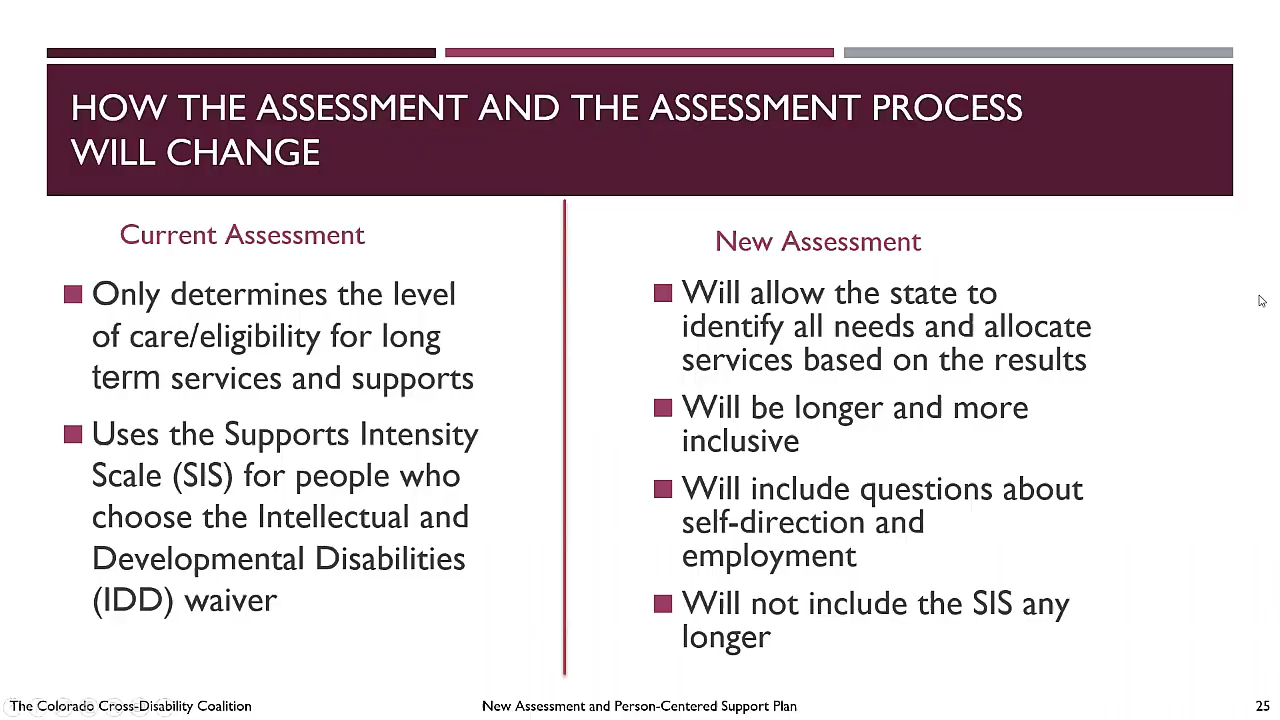 HOW THE ASSESSMENT AND THE ASSESSMENT PROCESS
WILL CHANGE
Current Assessment
Only determines the level
of care/eligibility for long
term services and supports
Uses the Supports Intensity
Scale (SIS) for people who
choose the Intellectual and
Developmental Disabilities
(IDD) waiver
New Assessment
Will allow the state to
identify all needs and allocate
services based on the results
Will be longer and more
inclusive
Will include questions about
self-direction and
employment
Will not include the SIS any
longer
The Colorado Cross-Disability Coalition
New Assessment and Person-Centered Support Plan
25